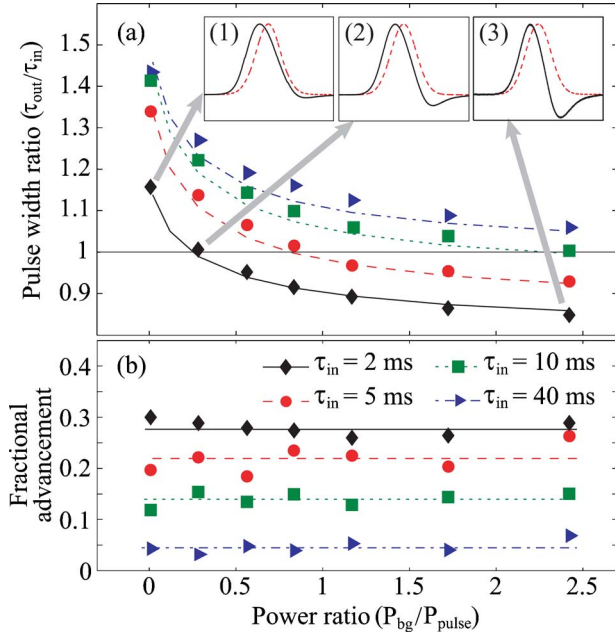 (a)
(1)
(2)
(3)
Pulse width ratio (τout/τin)
1.5
1.4
1.3
1.2
1.1
1
0.9
(b)
τin = 2 ms
τin = 10 ms
τin = 5 ms
τin = 40 ms
Fractional
advancement
0.4
0.3
0.2
0.1
0
0
0.5
1
1.5
2
2.5
Power ratio (Pbg/Ppulse)